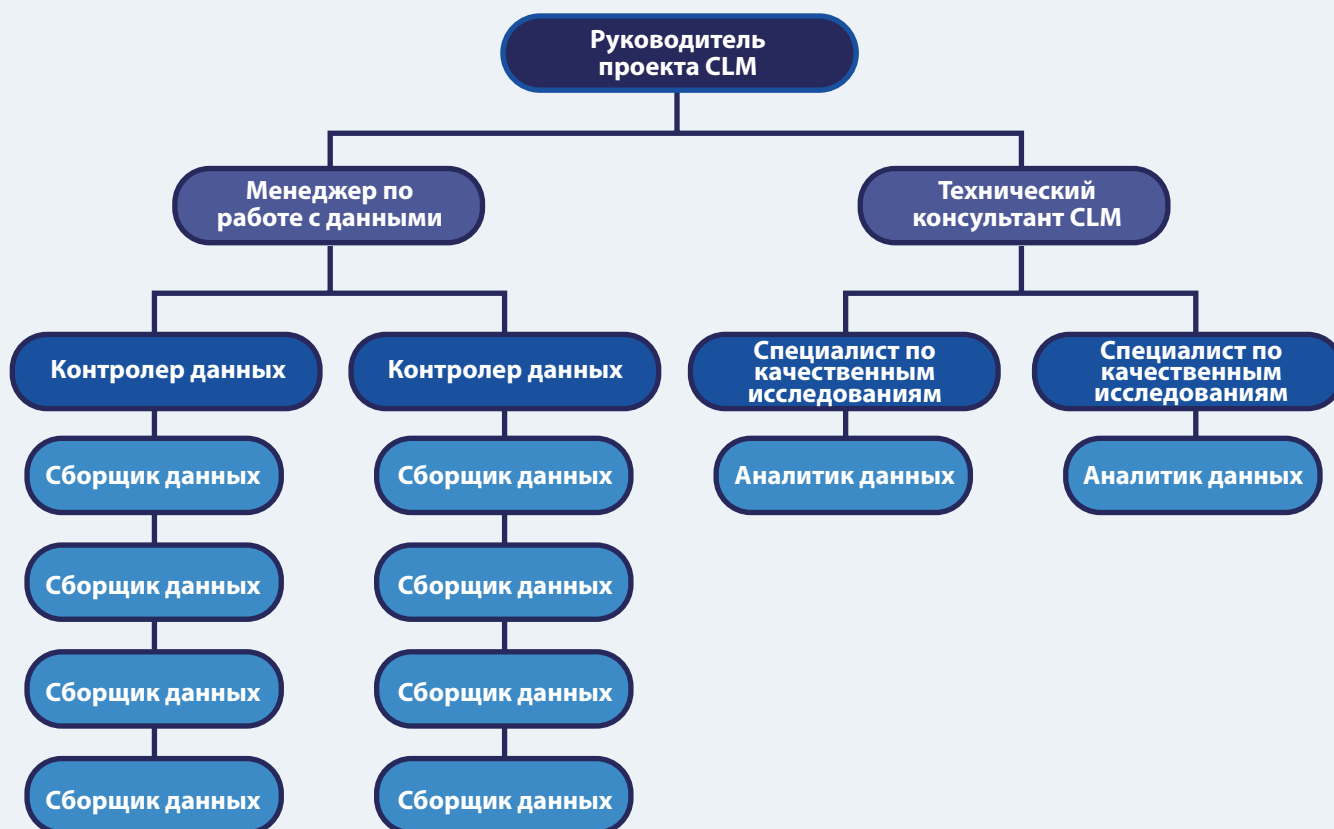 Руководитель
проекта CLM
Менеджер по
работе с данными
Технический
консультант CLM
Контролер данных
Контролер данных
Специалист по
качественным
исследованиям
Специалист по
качественным
исследованиям
Сборщик данных
Сборщик данных
Аналитик данных
Аналитик данных
Сборщик данных
Сборщик данных
Сборщик данных
Сборщик данных
Сборщик данных
Сборщик данных